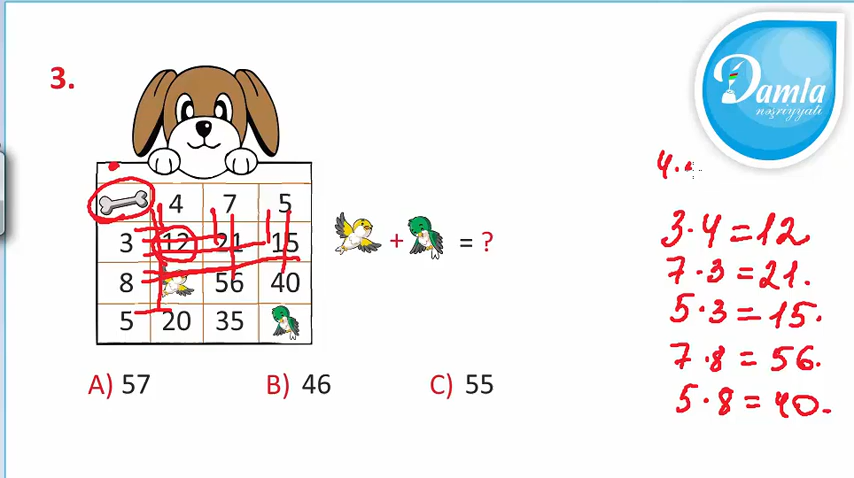 3.
Damla
nəşriyyatı
4 7 5
3 12 21 15
8 56 40
5 20 35
+ = ?
A) 57 B) 46 C) 55
4·
3·4=12
7·3=21.
5·3=15.
7·8=56.
5·8=40.